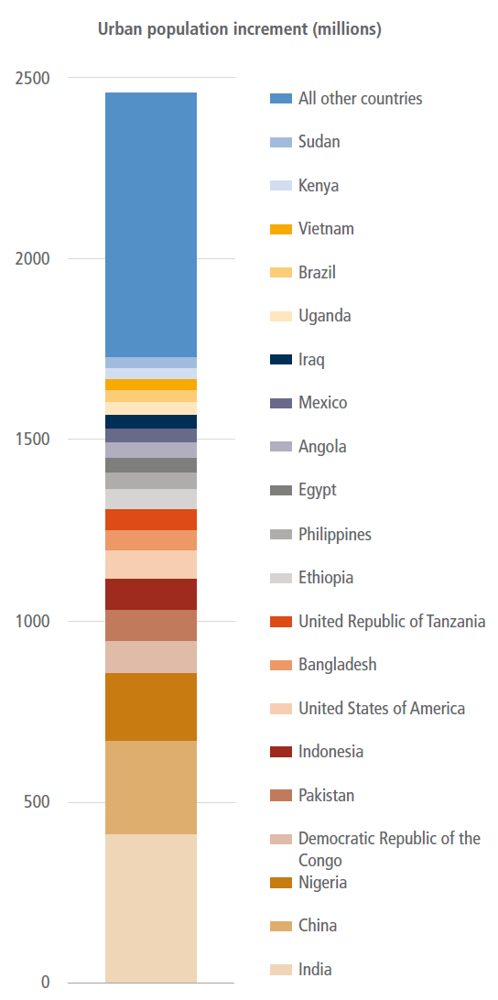 Urban population increment (millions)
2500
2000
1500
1000
500
0
All other countries
Sudan
Kenya
Vietnam
Brazil
Uganda
Iraq
Mexico
Angola
Egypt
Philippines
Ethiopia
United Republic of Tanzania
Bangladesh
United States of America
Indonesia
Pakistan
Democratic Republic of the
Congo
Nigeria
China
India